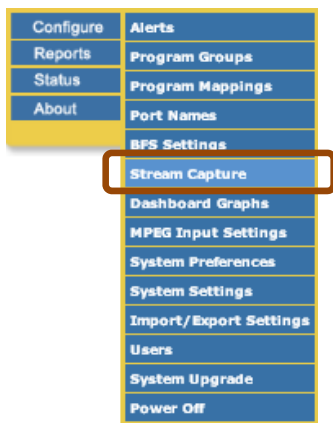 Configure
Reports
Status
About
Alerts
Program Groups
Program Mappings
Port Names
BFS Settings
Stream Capture
Dashboard Graphs
MPEG Input Settings
System Preferences
System Settings
Import/Export Settings
Users
System Upgrade
Power Off